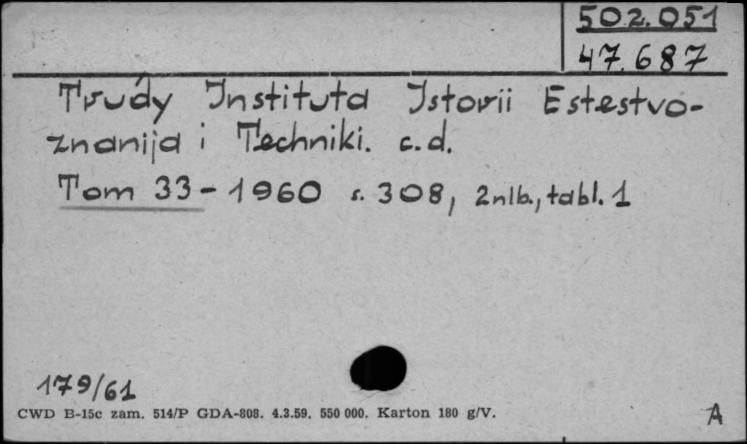 502.051
47.687
Trudy Instituta Istorii Estestvo-
znanija i Techniki. c.d.
Tom 33-1960 s. 308, 2nlb., tabl. 1
179/61
CWD B-15c zam. 514/P GDA-808. 4.3.59. 550 000. Karton 180 g/V.
A